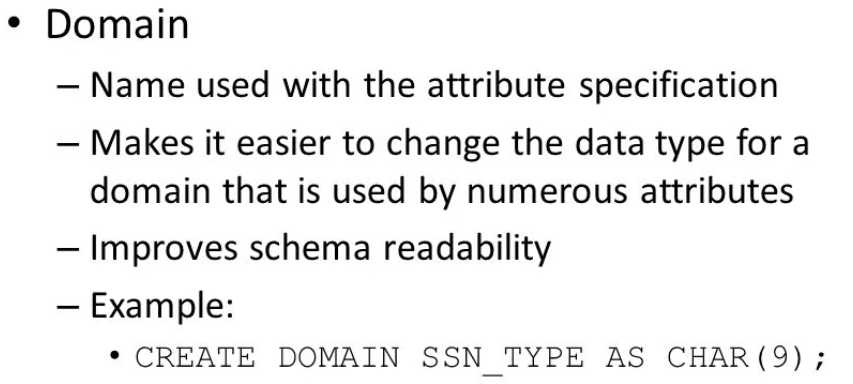 • Domain
– Name used with the attribute specification
– Makes it easier to change the data type for a
domain that is used by numerous attributes
– Improves schema readability
– Example:
• CREATE DOMAIN SSN_TYPE AS CHAR(9);